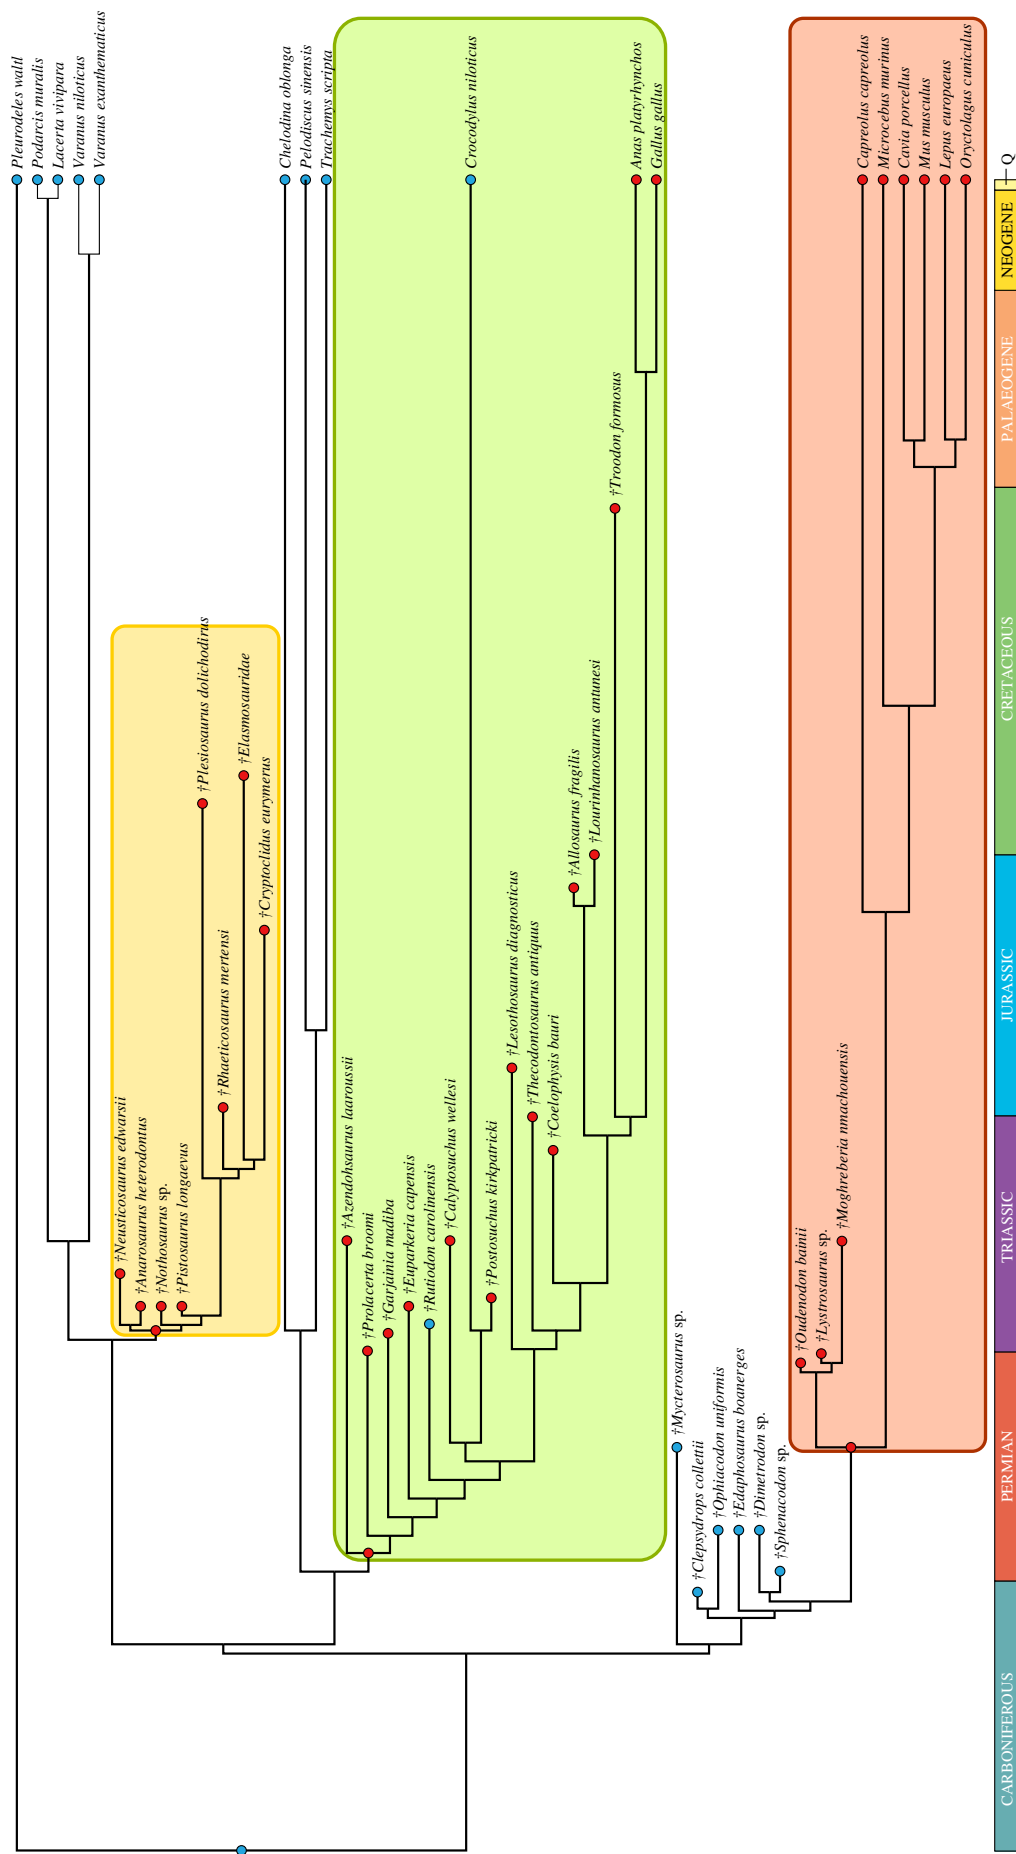 Pleurodeles waltl
Podarcis muralis
Lacerta vivipara
Varanus niloticus
Varanus exanthematicus
†Neusticosaurus edwarsii
†Anarosaurus heterodontus
†Nothosaurus sp.
†Pistosaurus longaevus
†Plesiosaurus dolichodirus
†Rhaeticosaurus mertensi
†Elasmosauridae
†Cryptoclidus eurymerus
Chelodina oblonga
Pelodiscus sinensis
Trachemys scripta
†Azendohsaurus laaroussii
†Prolacerta broomi
†Garjainia madiba
†Euparkeria capensis
†Rutiodon carolinensis
†Calyptosuchus wellesi
Crocodylus niloticus
†Postosuchus kirkpatricki
†Lesothosaurus diagnosticus
†Thecodontosaurus antiquus
†Coelophysis bauri
†Allosaurus fragilis
†Lourinhanosaurus antunesi
†Troodon formosus
Anas platyrhynchos
Gallus gallus
†Mycterosaurus sp.
†Clepsydrops collettii
†Ophiacodon uniformis
†Edaphosaurus boanerges
†Dimetrodon sp.
†Sphenacodon sp.
†Oudenodon bainii
†Lystrosaurus sp.
†Moghreberia nmachouensis
Capreolus capreolus
Microcebus murinus
Cavia porcellus
Mus musculus
Lepus europaeus
Oryctolagus cuniculus
CARBONIFEROUS
PERMIAN
TRIASSIC
JURASSIC
CRETACEOUS
PALAEOGENE
NEOGENE
Q